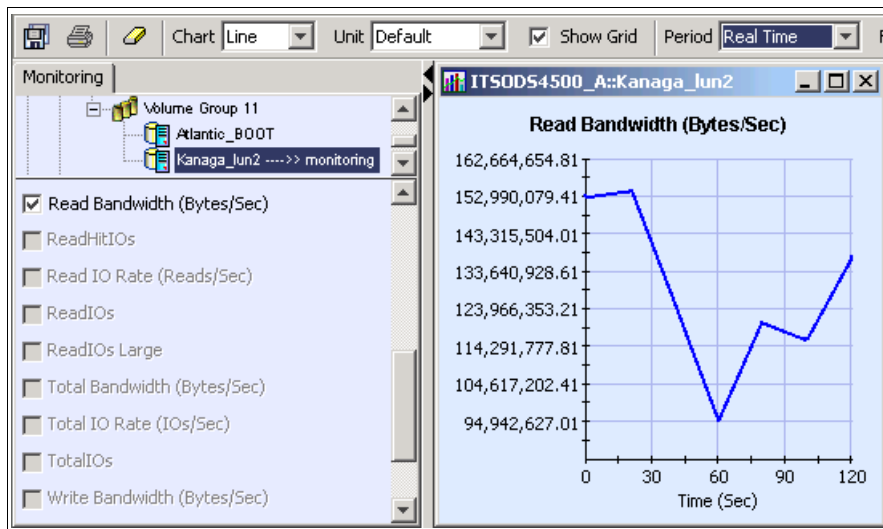 Chart Line Unit Default Show Grid Period Real Time
Monitoring
Volume Group 11
Atlantic_BOOT
Kanaga_lun2 ---->> monitoring
Read Bandwidth (Bytes/Sec)
ReadHitIOs
Read IO Rate (Reads/Sec)
ReadIOs
ReadIOs Large
Total Bandwidth (Bytes/Sec)
Total IO Rate (IOs/Sec)
TotalIOs
Write Bandwidth (Bytes/Sec)
ITSODS4500_A::Kanaga_lun2
Read Bandwidth (Bytes/Sec)
162,664,654.81
152,990,079.41
143,315,504.01
133,640,928.61
123,966,353.21
114,291,777.81
104,617,202.41
94,942,627.01
0 30 60 90 120
Time (Sec)